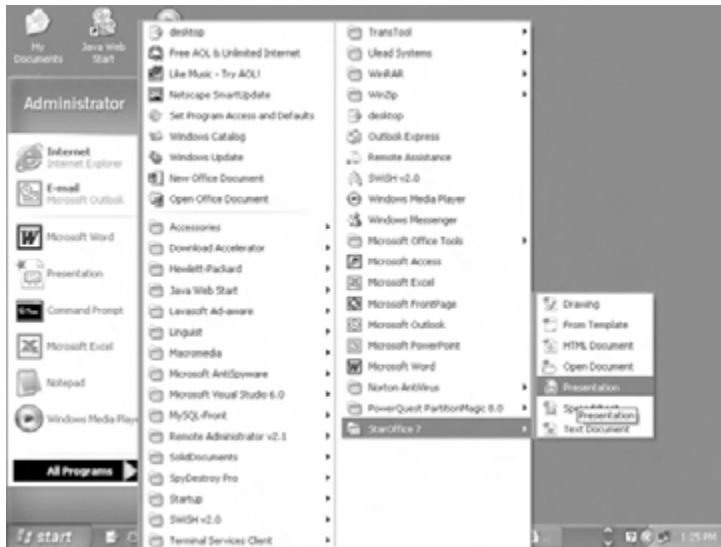 My
Documents
Java Web
Start
Administrator
Internet
Internet Explorer
E-mail
Microsoft Outlook
Microsoft Word
Presentation
Command Prompt
Microsoft Excel
Notepad
Windows Media Play
All Programs
start
desktop
Free AOL & Unlimited Internet
Like Music - Try AOL!
Netscape SmartUpdate
Set Program Access and Defaults
Windows Catalog
Windows Update
New Office Document
Open Office Document
Accessories
Download Accelerator
Hewlett-Packard
Java Web Start
Lavasoft Ad-aware
Linguist
Macromedia
Microsoft AntiSpyware
Microsoft Visual Studio 6.0
MySQL-Front
Remote Administrator v2.1
SolidDocuments
SpyDestroy Pro
Startup
SWiSH v2.0
Terminal Services Client
TransTool
Ulead Systems
WinRAR
WinZip
desktop
Outlook Express
Remote Assistance
SWiSH v2.0
Windows Media Player
Windows Messenger
Microsoft Office Tools
Microsoft Access
Microsoft Excel
Microsoft FrontPage
Microsoft Outlook
Microsoft PowerPoint
Microsoft Word
Norton AntiVirus
PowerQuest PartitionMagic 8.0
StarOffice 7
Drawing
From Template
HTML Document
Open Document
Presentation
Presentation
Text Document
1:25 PM